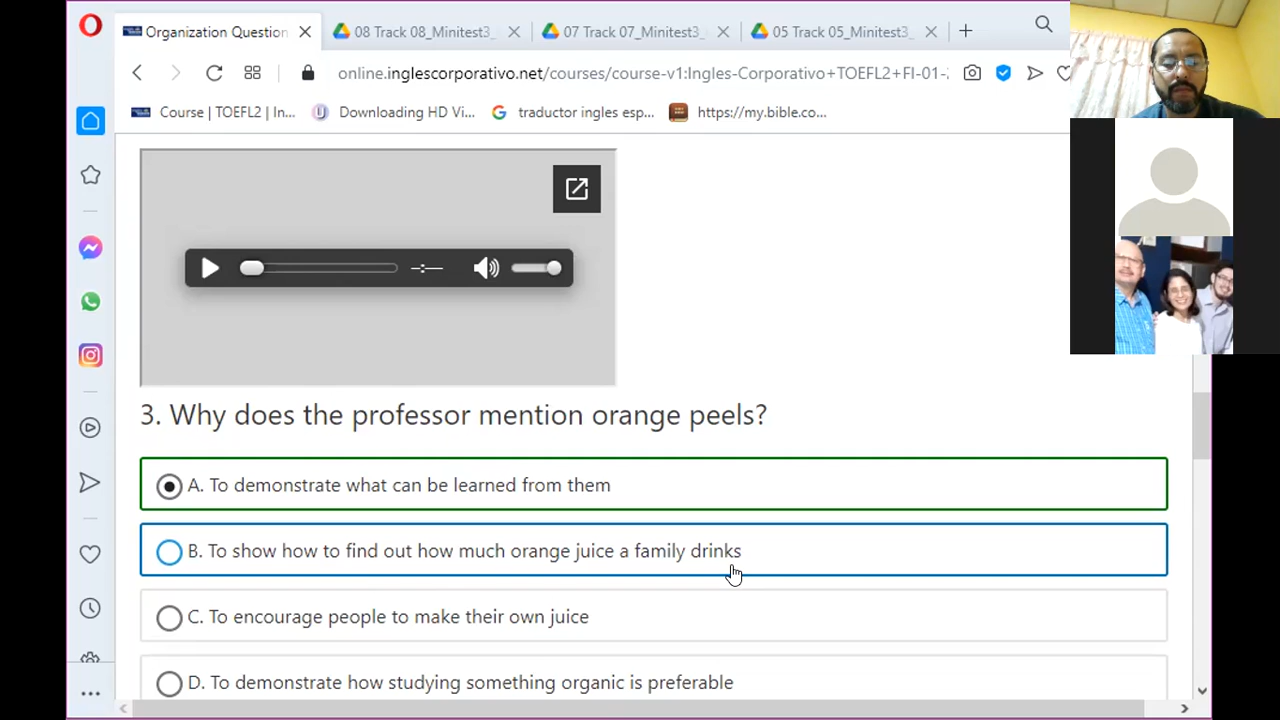 Organization Question
08 Track 08_Minitest3_
07 Track 07_Minitest3_
05 Track 05_Minitest3_
online.inglescorporativo.net/courses/course-v1:Ingles-Corporativo+TOEFL2+FI-01-2
Course | TOEFL2 | In...
Downloading HD Vi...
traductor ingles esp...
https://my.bible.co...
-:--
3. Why does the professor mention orange peels?
A. To demonstrate what can be learned from them
B. To show how to find out how much orange juice a family drinks
C. To encourage people to make their own juice
D. To demonstrate how studying something organic is preferable